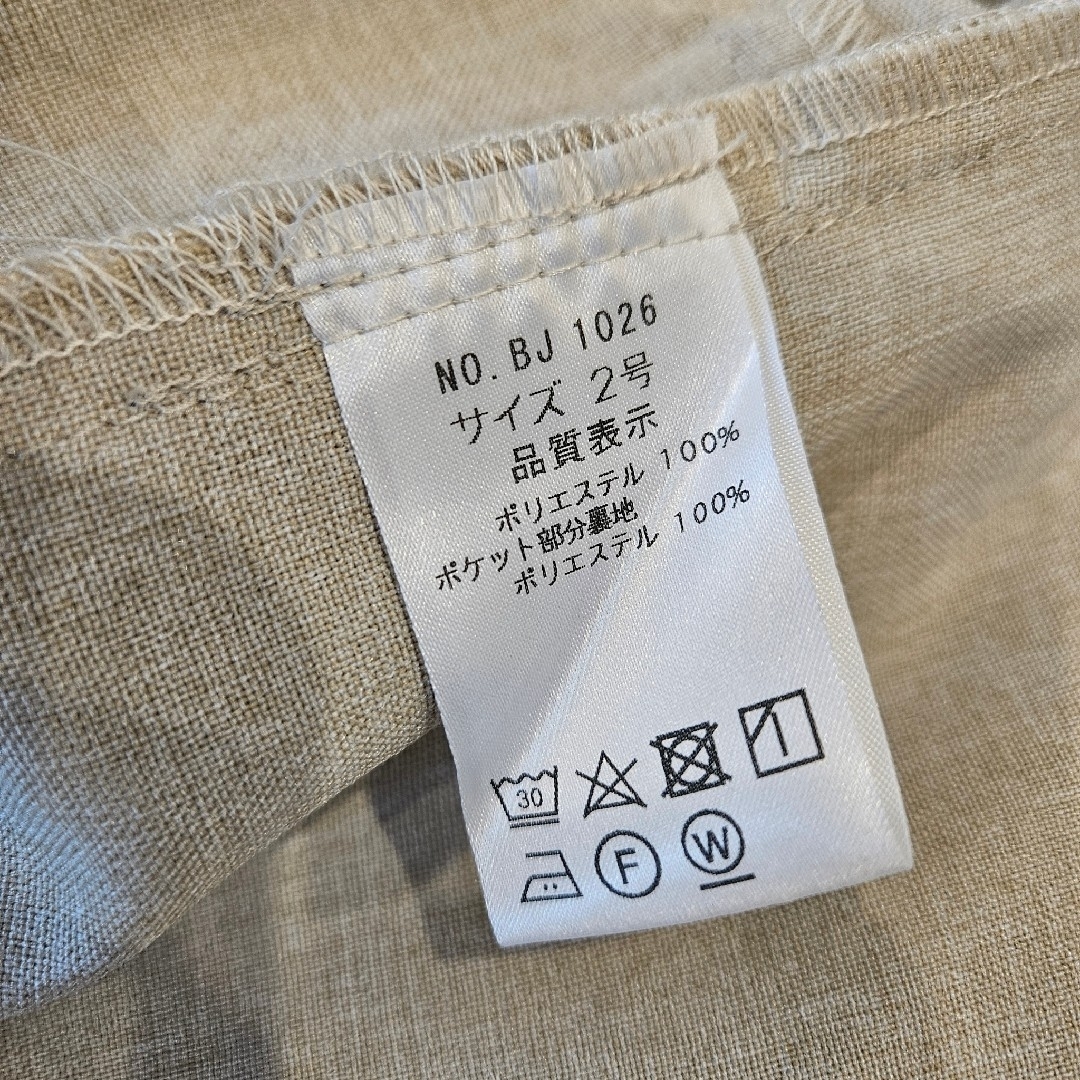 NO. BJ 1026
サイズ 2号
品質表示
ポリエステル 100%
ポケット部分裏地
ポリエステル 100%
30
F
W